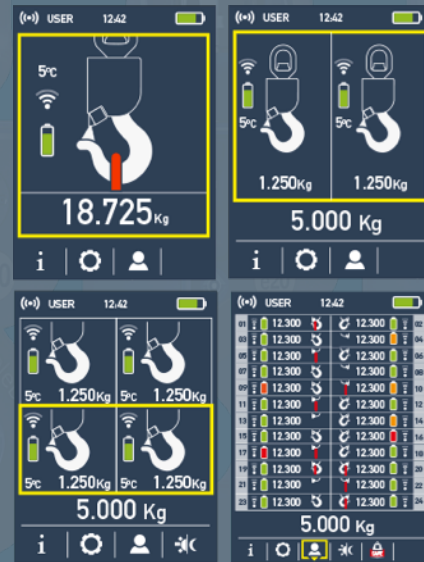 ((•)) USER 12:42
5ºC
18.725Kg
i
((•)) USER 12:42
5ºC 5ºC
1.250Kg 1.250Kg
5.000 Kg
i
((•)) USER 12:42
5ºC 1.250Kg 5ºC 1.250Kg
5ºC 1.250Kg 5ºC 1.250Kg
5.000 Kg
i
((•)) USER 12:42
01 12.300 12.300 02
03 12.300 12.300 04
05 12.300 12.300 06
07 12.300 12.300 08
09 12.300 12.300 10
11 12.300 12.300 12
13 12.300 12.300 14
15 12.300 12.300 16
17 12.300 12.300 18
19 12.300 12.300 20
21 12.300 12.300 22
23 12.300 12.300 24
5.000 Kg
i